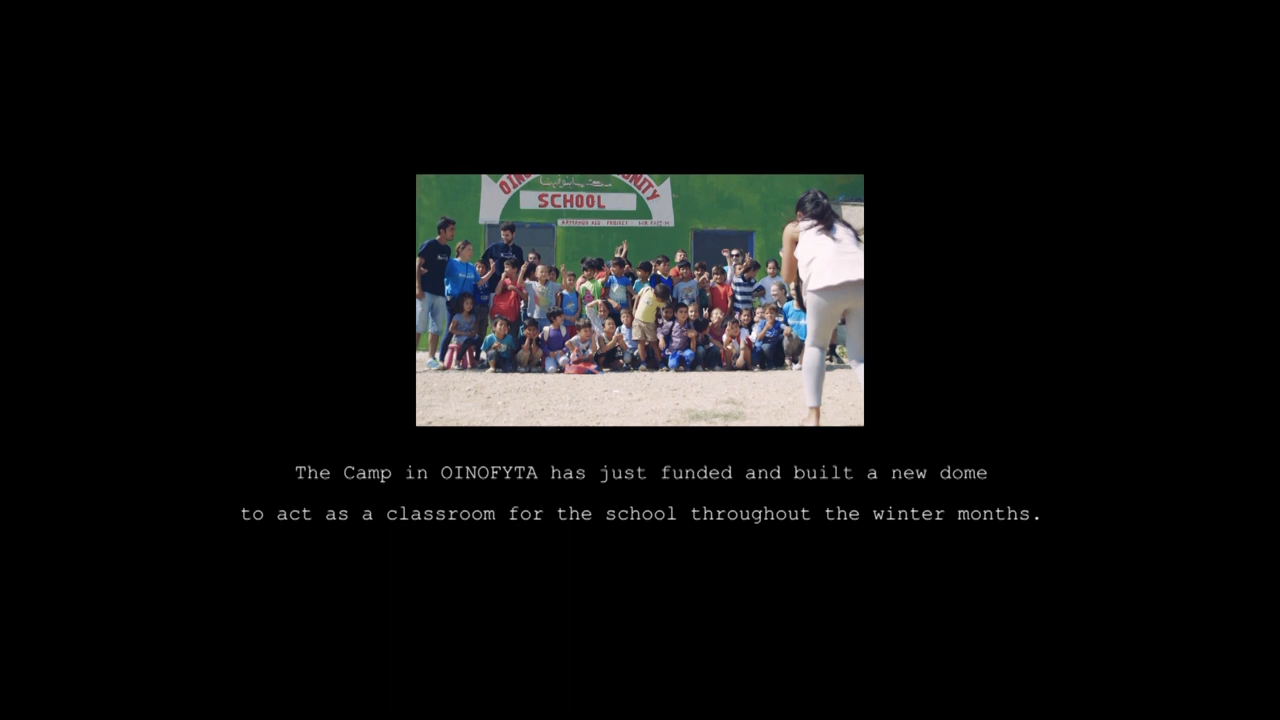 SCHOOL
The Camp in OINOFYTA has just funded and built a new dome
to act as a classroom for the school throughout the winter months.